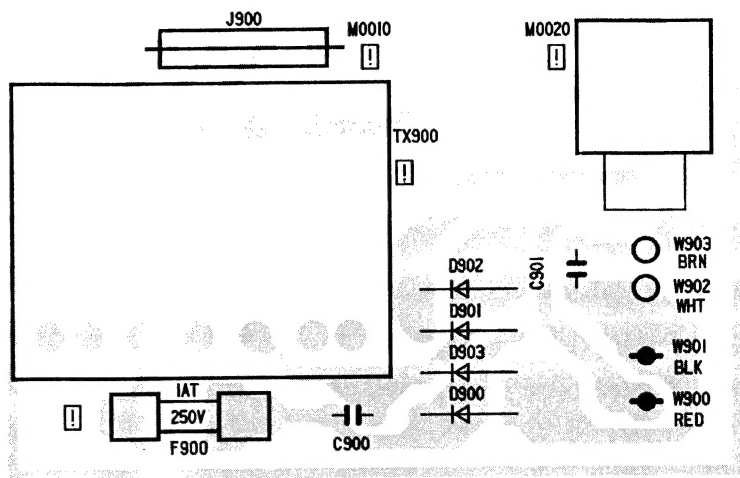 J900
M0010
!
M0020
!
TX900
!
W903
BRN
D902
C901
W902
WHT
D901
W901
BLK
D903
1AT
250V
F900
!
C900
D900
W900
RED